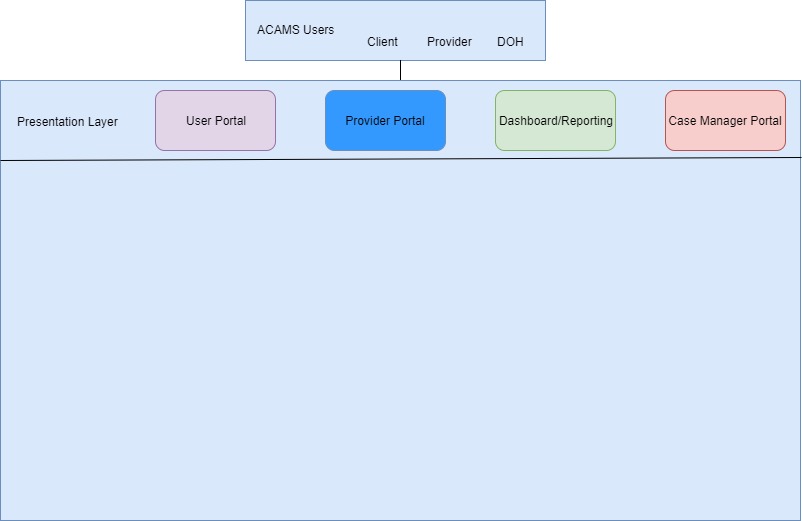 ACAMS Users
Client Provider DOH
Presentation Layer User Portal Provider Portal Dashboard/Reporting Case Manager Portal